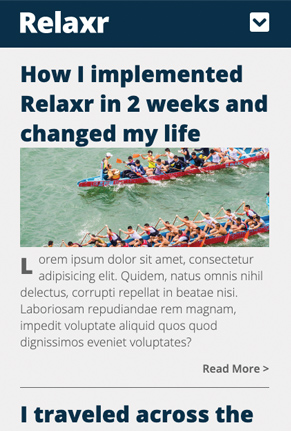 Relaxr
How I implemented
Relaxr in 2 weeks and
changed my life
Lorem ipsum dolor sit amet, consectetur
adipisicing elit. Quidem, natus omnis nihil
delectus, corrupti repellat in beatae nisi.
Laboriosam repudiandae rem magnam,
impedit voluptate aliquid quos quod
dignissimos eveniet voluptates?
Read More >
I traveled across the